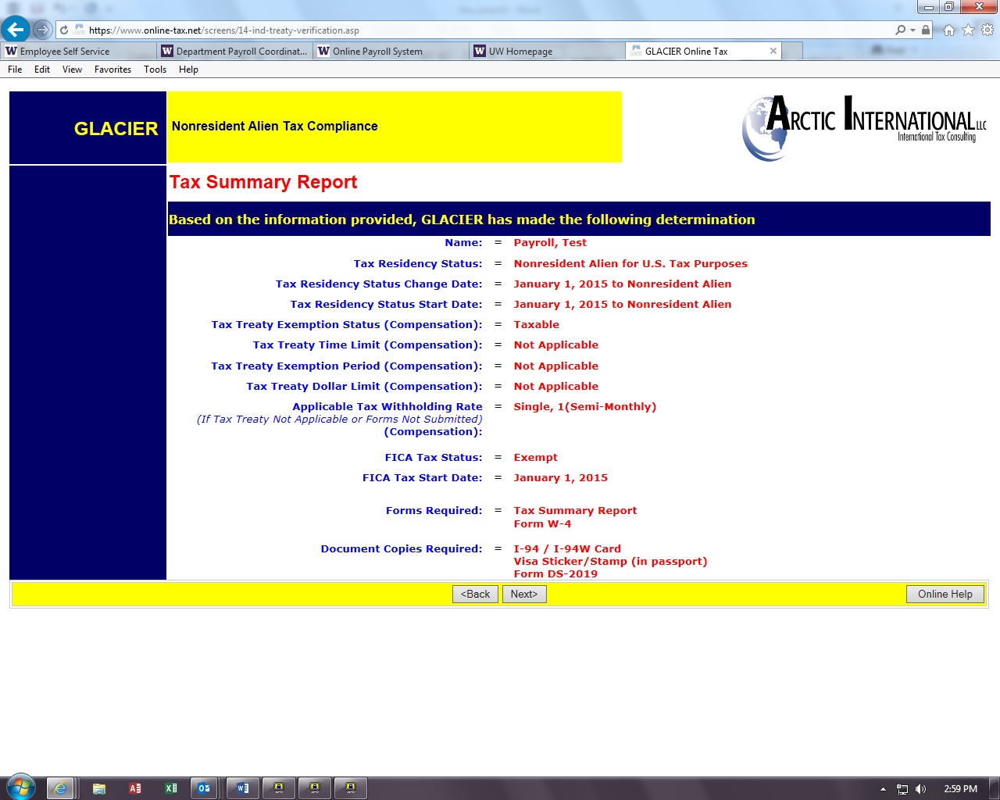 https://www.online-tax.net/screens/14-ind-treaty-verification.asp
Employee Self Service
Department Payroll Coordinat...
Online Payroll System
UW Homepage
GLACIER Online Tax
File Edit View Favorites Tools Help
GLACIER
Nonresident Alien Tax Compliance
ARCTIC INTERNATIONAL LLC
International Tax Consulting
Tax Summary Report
Based on the information provided, GLACIER has made the following determination
Name: = Payroll, Test
Tax Residency Status: = Nonresident Alien for U.S. Tax Purposes
Tax Residency Status Change Date: = January 1, 2015 to Nonresident Alien
Tax Residency Status Start Date: = January 1, 2015 to Nonresident Alien
Tax Treaty Exemption Status (Compensation): = Taxable
Tax Treaty Time Limit (Compensation): = Not Applicable
Tax Treaty Exemption Period (Compensation): = Not Applicable
Tax Treaty Dollar Limit (Compensation): = Not Applicable
Applicable Tax Withholding Rate = Single, 1(Semi-Monthly)
(If Tax Treaty Not Applicable or Forms Not Submitted)
(Compensation):
FICA Tax Status: = Exempt
FICA Tax Start Date: = January 1, 2015
Forms Required: = Tax Summary Report
Form W-4
Document Copies Required: = I-94 / I-94W Card
Visa Sticker/Stamp (in passport)
Form DS-2019
<Back Next> Online Help
2:59 PM